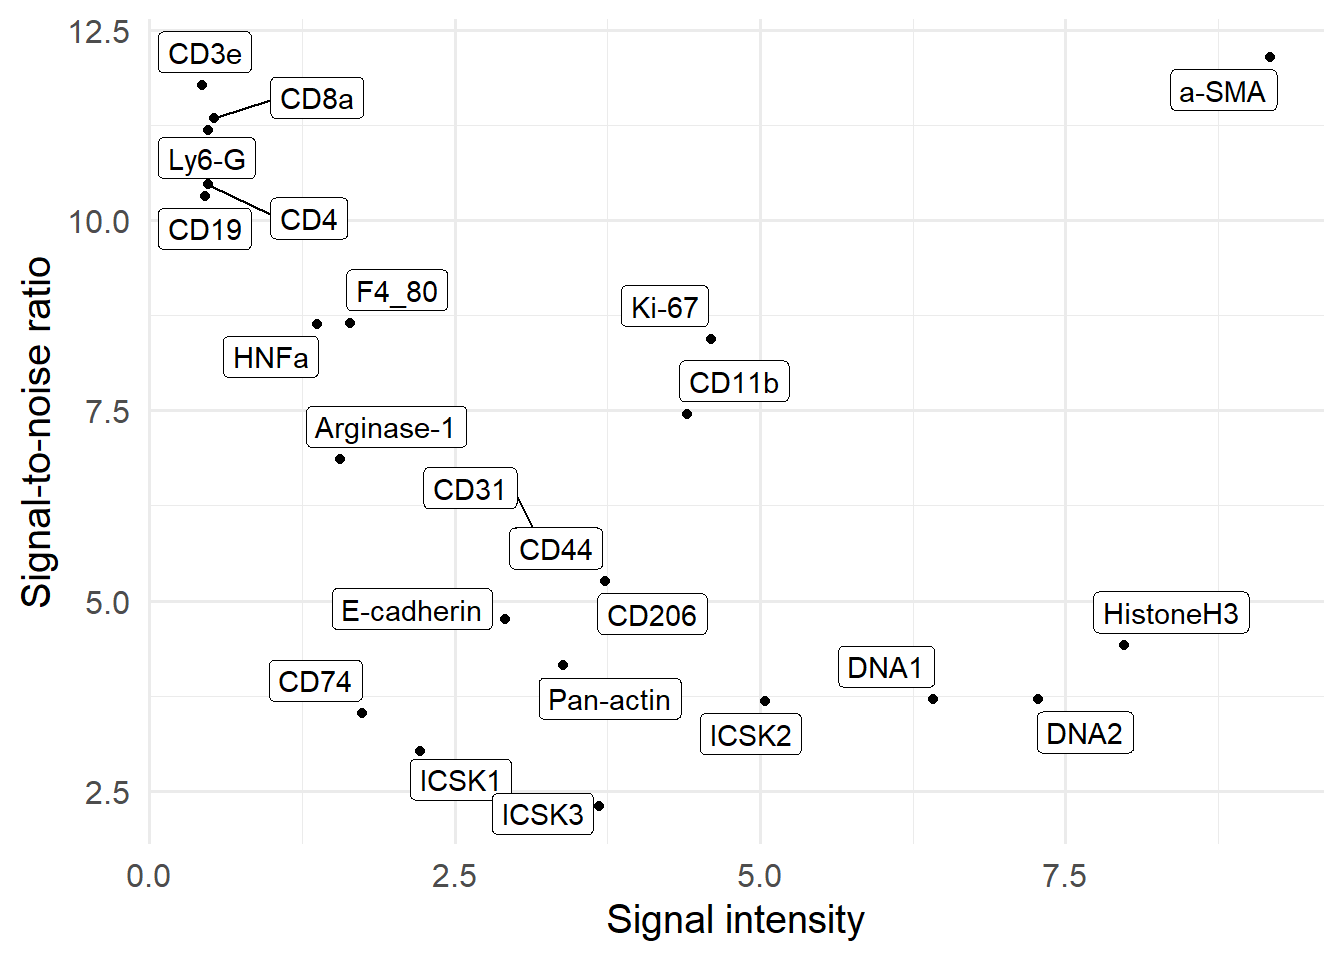 12.5
CD3e
a-SMA
CD8a
Ly6-G
10.0
CD4
CD19
F4_80
Ki-67
HNFa
CD11b
7.5
Arginase-1
CD31
CD44
5.0
E-cadherin
CD206
HistoneH3
DNA1
CD74
Pan-actin
ICSK2
DNA2
ICSK1
2.5
ICSK3
0.0
2.5
5.0
7.5
Signal intensity
Signal-to-noise ratio